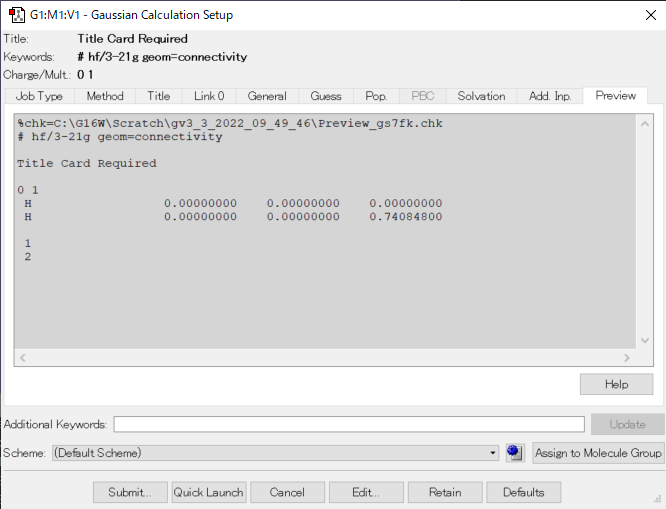 G1:M1:V1 - Gaussian Calculation Setup
Title: Title Card Required
Keywords: # hf/3-21g geom=connectivity
Charge/Mult.: 0 1
Job Type Method Title Link 0 General Guess Pop. PBC Solvation Add. Inp. Preview
%chk=C:\G16W\Scratch\gv3_3_2022_09_49_46\Preview_gs7fk.chk
# hf/3-21g geom=connectivity
Title Card Required
0 1
H 0.00000000 0.00000000 0.00000000
H 0.00000000 0.00000000 0.74084800
1
2
Help
Additional Keywords: Update
Scheme: (Default Scheme) Assign to Molecule Group
Submit... Quick Launch Cancel Edit... Retain Defaults